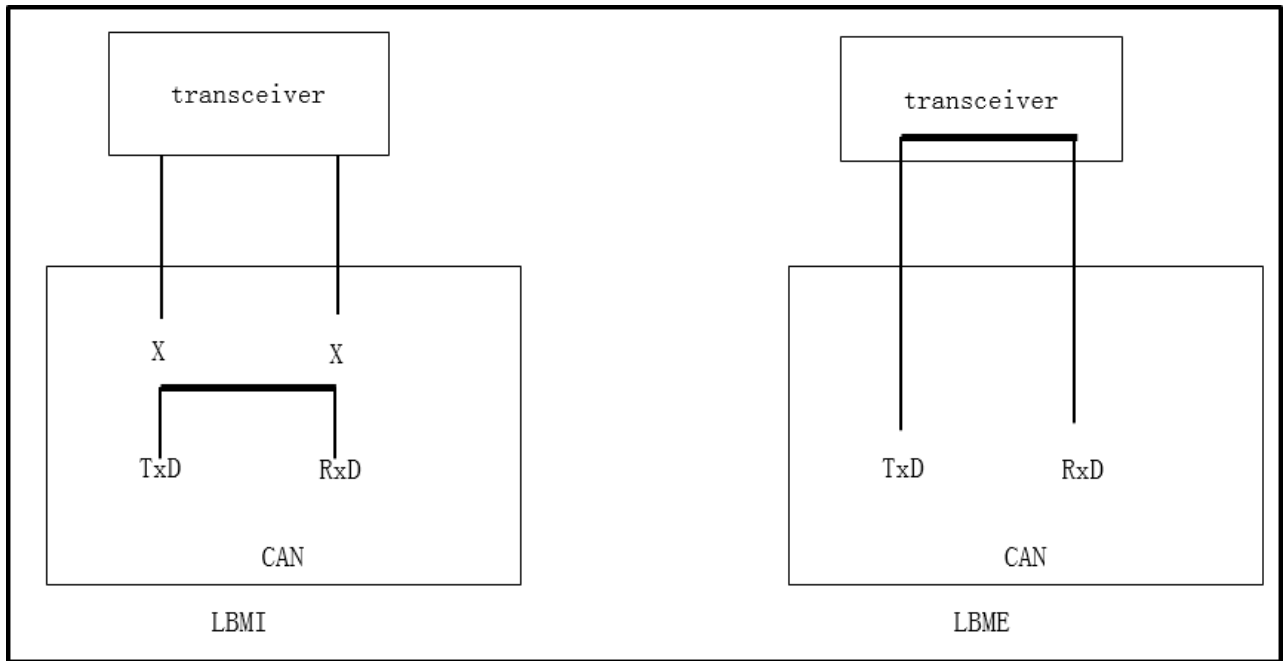 transceiver
transceiver
X
X
TxD
RxD
TxD
RxD
CAN
CAN
LBMI
LBME